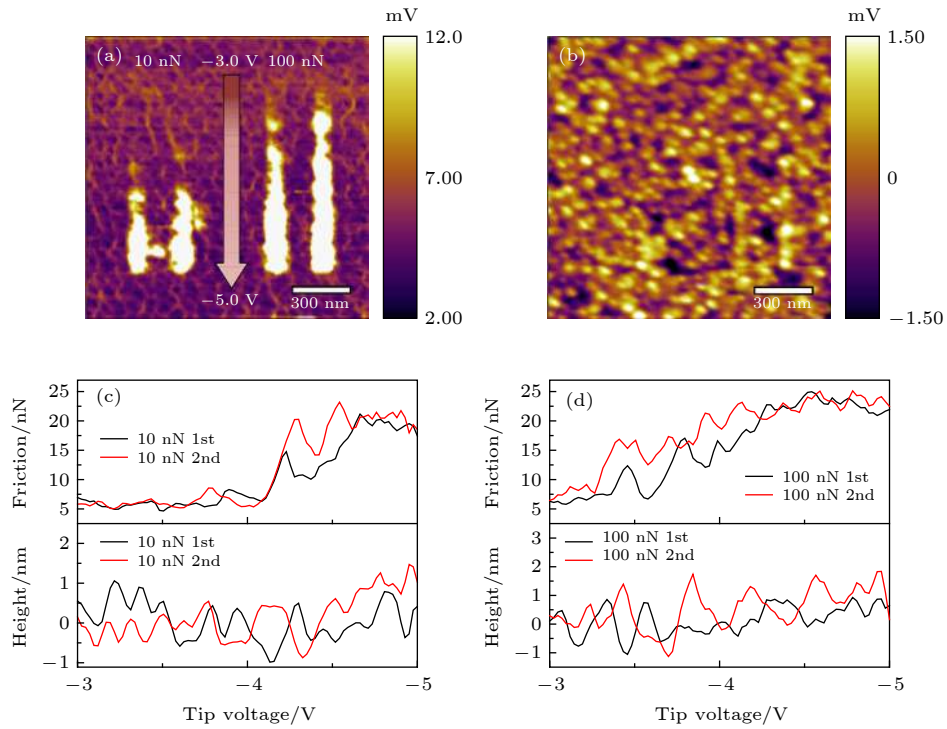 mV
mV
(a)
10 nN
−3.0 V
100 nN
12.0
7.00
2.00
−5.0 V
300 nm
(b)
1.50
0
−1.50
300 nm
(c)
25
20
15
10
5
Friction/nN
10 nN 1st
10 nN 2nd
2
1
0
−1
Height/nm
10 nN 1st
10 nN 2nd
−3
−4
−5
Tip voltage/V
(d)
25
20
15
10
5
Friction/nN
100 nN 1st
100 nN 2nd
3
2
1
0
−1
Height/nm
100 nN 1st
100 nN 2nd
−3
−4
−5
Tip voltage/V